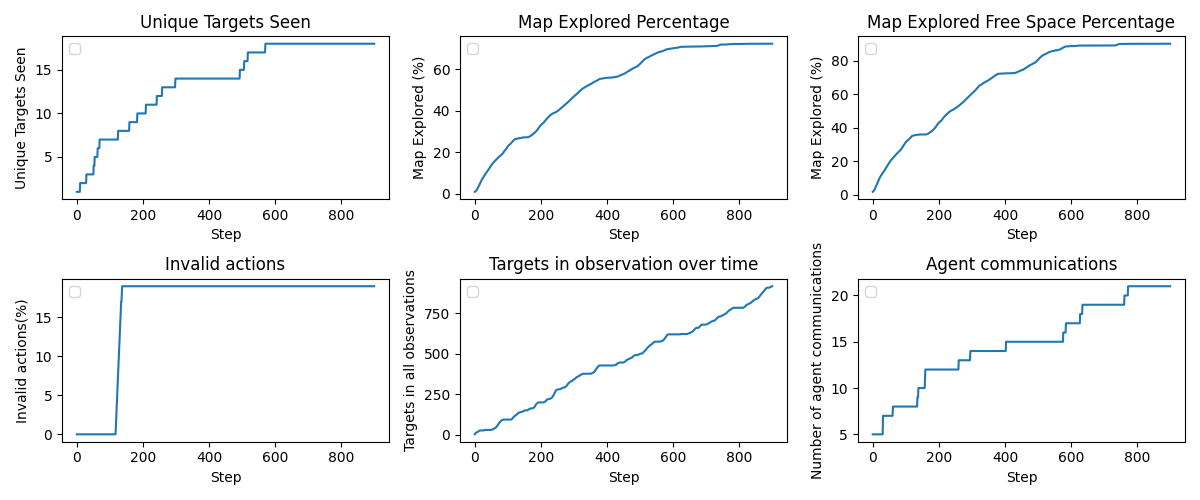 Unique Targets Seen
Unique Targets Seen
15
10
5
0 200 400 600 800
Step
Map Explored Percentage
Map Explored (%)
60
40
20
0
0 200 400 600 800
Step
Map Explored Free Space Percentage
Map Explored (%)
80
60
40
20
0
0 200 400 600 800
Step
Invalid actions
Invalid actions(%)
15
10
5
0
0 200 400 600 800
Step
Targets in observation over time
Targets in all observations
750
500
250
0
0 200 400 600 800
Step
Agent communications
Number of agent communications
20
15
10
5
0 200 400 600 800
Step